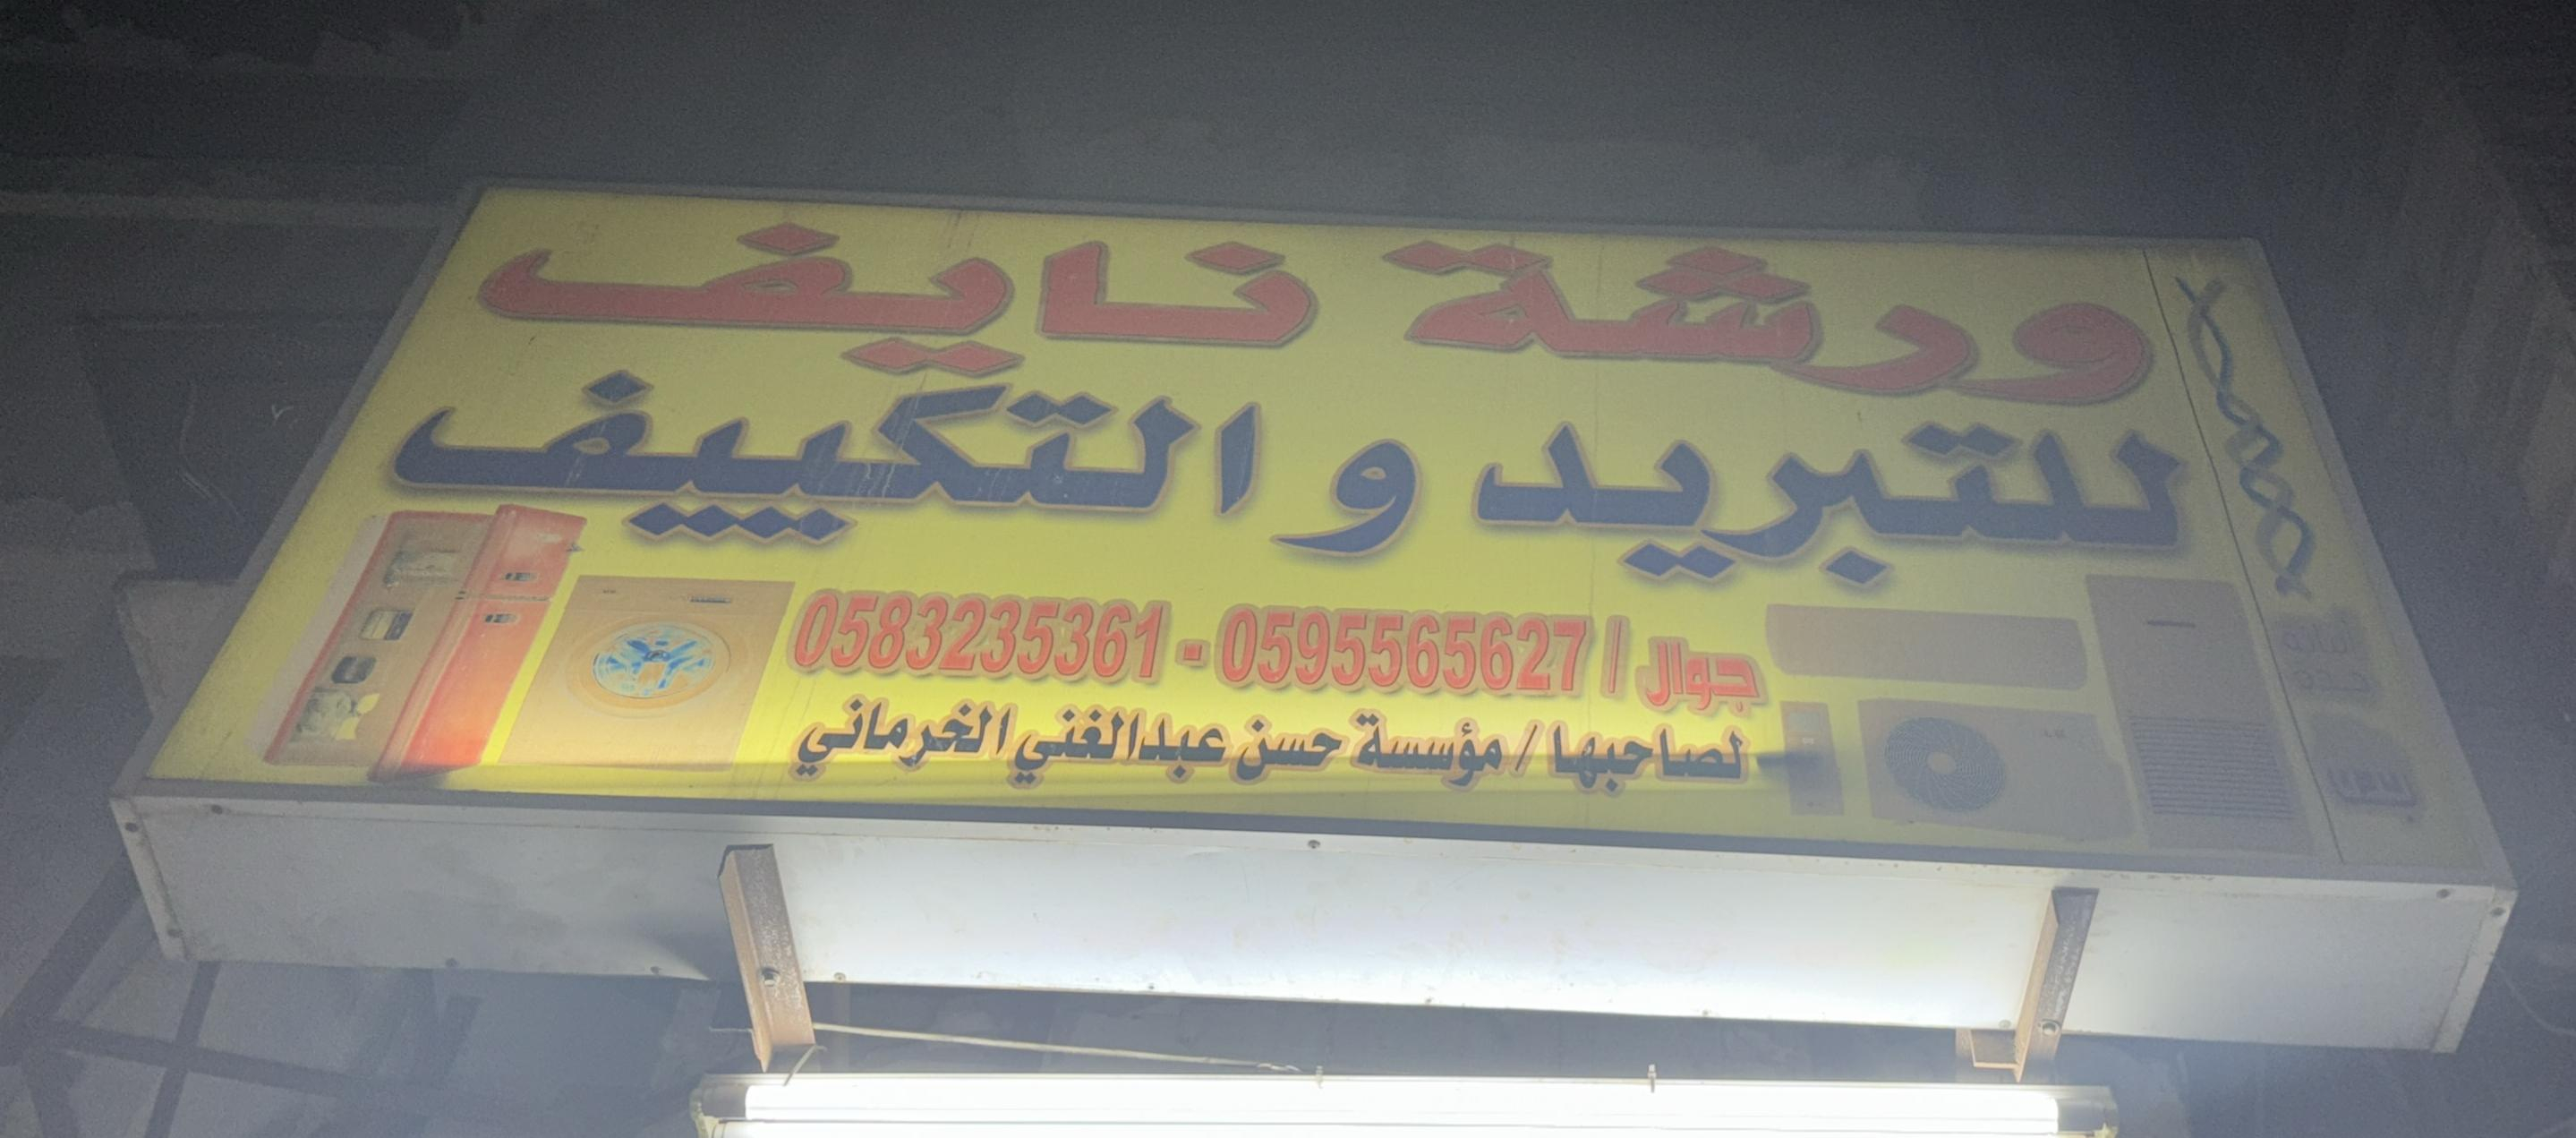 ورشة نايف
للتبريد و التكييف
جوال / 0595565627 - 0583235361
لصاحبها / مؤسسة حسن عبدالغني الخرماني